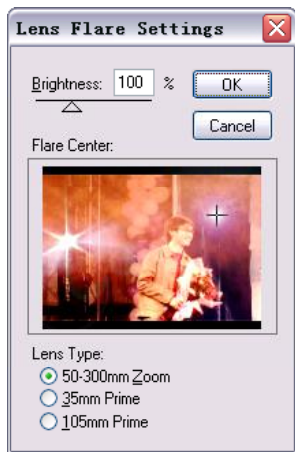 Lens Flare Settings
Brightness: 100 % OK
Cancel
Flare Center:
Lens Type:
50-300mm Zoom
35mm Prime
105mm Prime